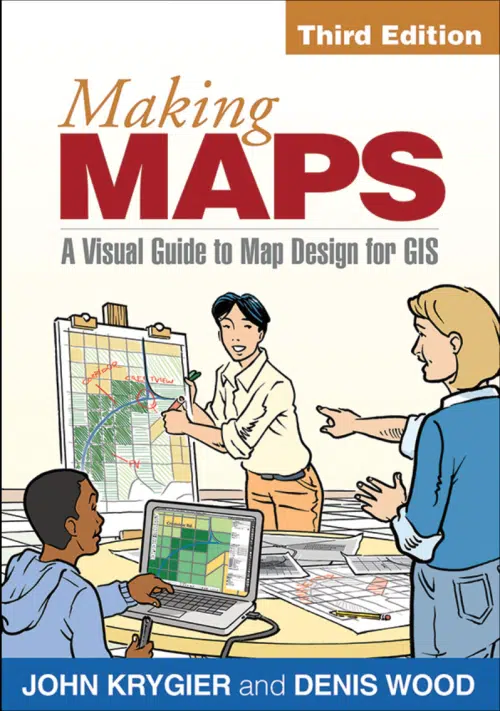 Third Edition
Making
MAPS
A Visual Guide to Map Design for GIS
JOHN KRYGIER and DENIS WOOD